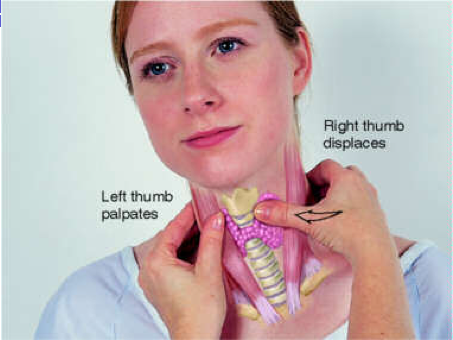 Right thumb
displaces
Left thumb
palpates